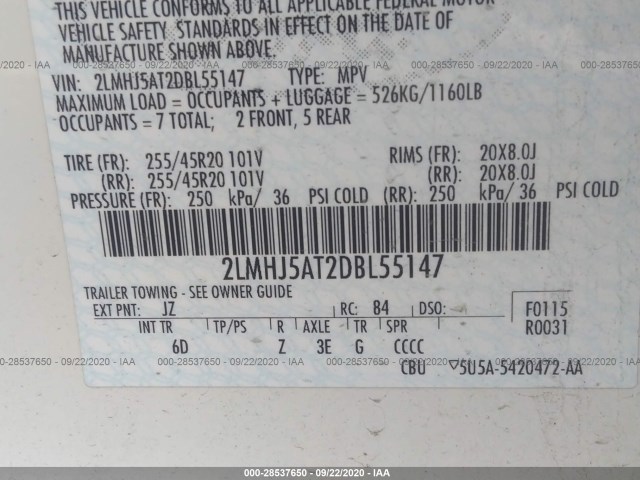 THIS VEHICLE CONFORMS TO ALL APPLICABLE FEDERAL MOTOR
VEHICLE SAFETY STANDARDS IN EFFECT ON THE DATE OF
MANUFACTURE SHOWN ABOVE.
000-28537650 - 09/22/2020 - IAA
VIN: 2LMHJ5AT2DBL55147 TYPE: MPV
MAXIMUM LOAD = OCCUPANTS + LUGGAGE = 526KG/1160LB
OCCUPANTS = 7 TOTAL; 2 FRONT, 5 REAR
TIRE (FR): 255/45R20 101V RIMS (FR): 20X8.0J
(RR): 255/45R20 101V (RR): 20X8.0J
PRESSURE (FR): 250 kPa/ 36 PSI COLD (RR): 250 kPa/ 36 PSI COLD
2LMHJ5AT2DBL55147
TRAILER TOWING - SEE OWNER GUIDE
EXT PNT: JZ RC: 84 DSO: F0115
R0031
INT TR TP/PS R AXLE TR SPR
6D Z 3E G CCCC
CBU ▽5U5A-5420472-AA
000-28537650 - 09/22/2020 - IAA